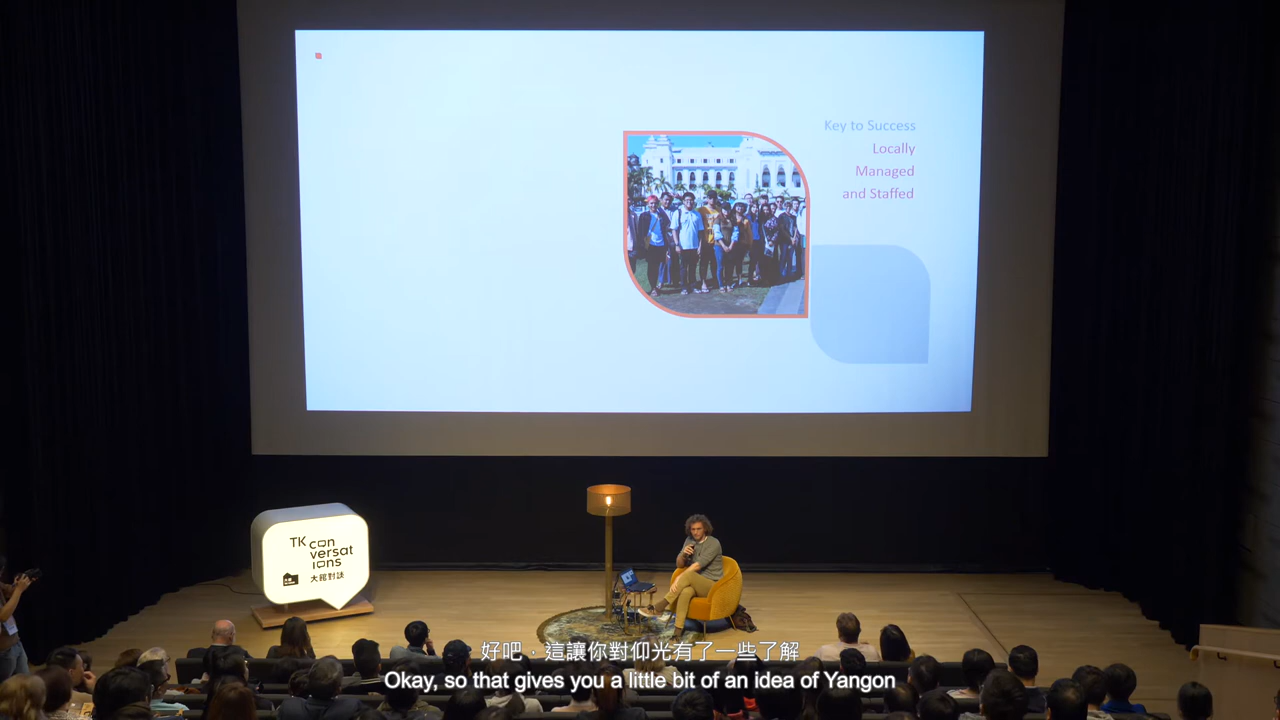 Key to Success
Locally
Managed
and Staffed
TK con
versat
ions
大館對談
好吧，這讓你對仰光有了一些了解
Okay, so that gives you a little bit of an idea of Yangon